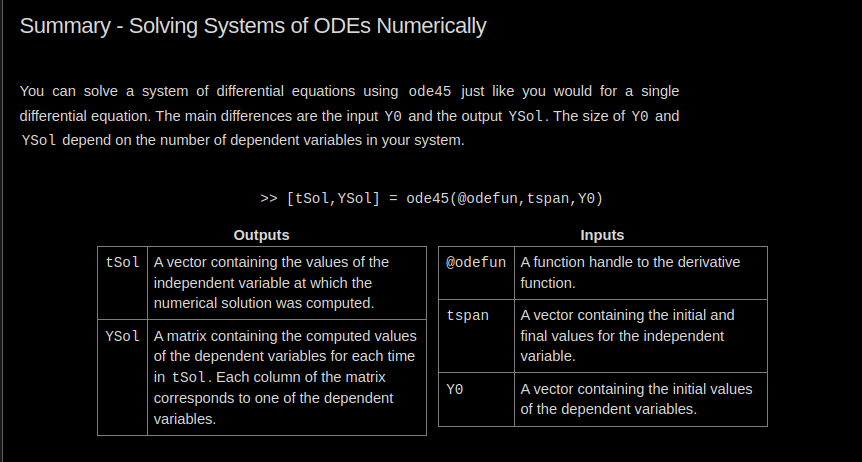 Summary - Solving Systems of ODEs Numerically
You can solve a system of differential equations using ode45 just like you would for a single
differential equation. The main differences are the input Y0 and the output YSol. The size of Y0 and
YSol depend on the number of dependent variables in your system.
>> [tSol,YSol] = ode45(@odefun,tspan,Y0)
Outputs
tSol A vector containing the values of the
independent variable at which the
numerical solution was computed.
YSol A matrix containing the computed values
of the dependent variables for each time
in tSol. Each column of the matrix
corresponds to one of the dependent
variables.
Inputs
@odefun A function handle to the derivative
function.
tspan A vector containing the initial and
final values for the independent
variable.
Y0 A vector containing the initial values
of the dependent variables.